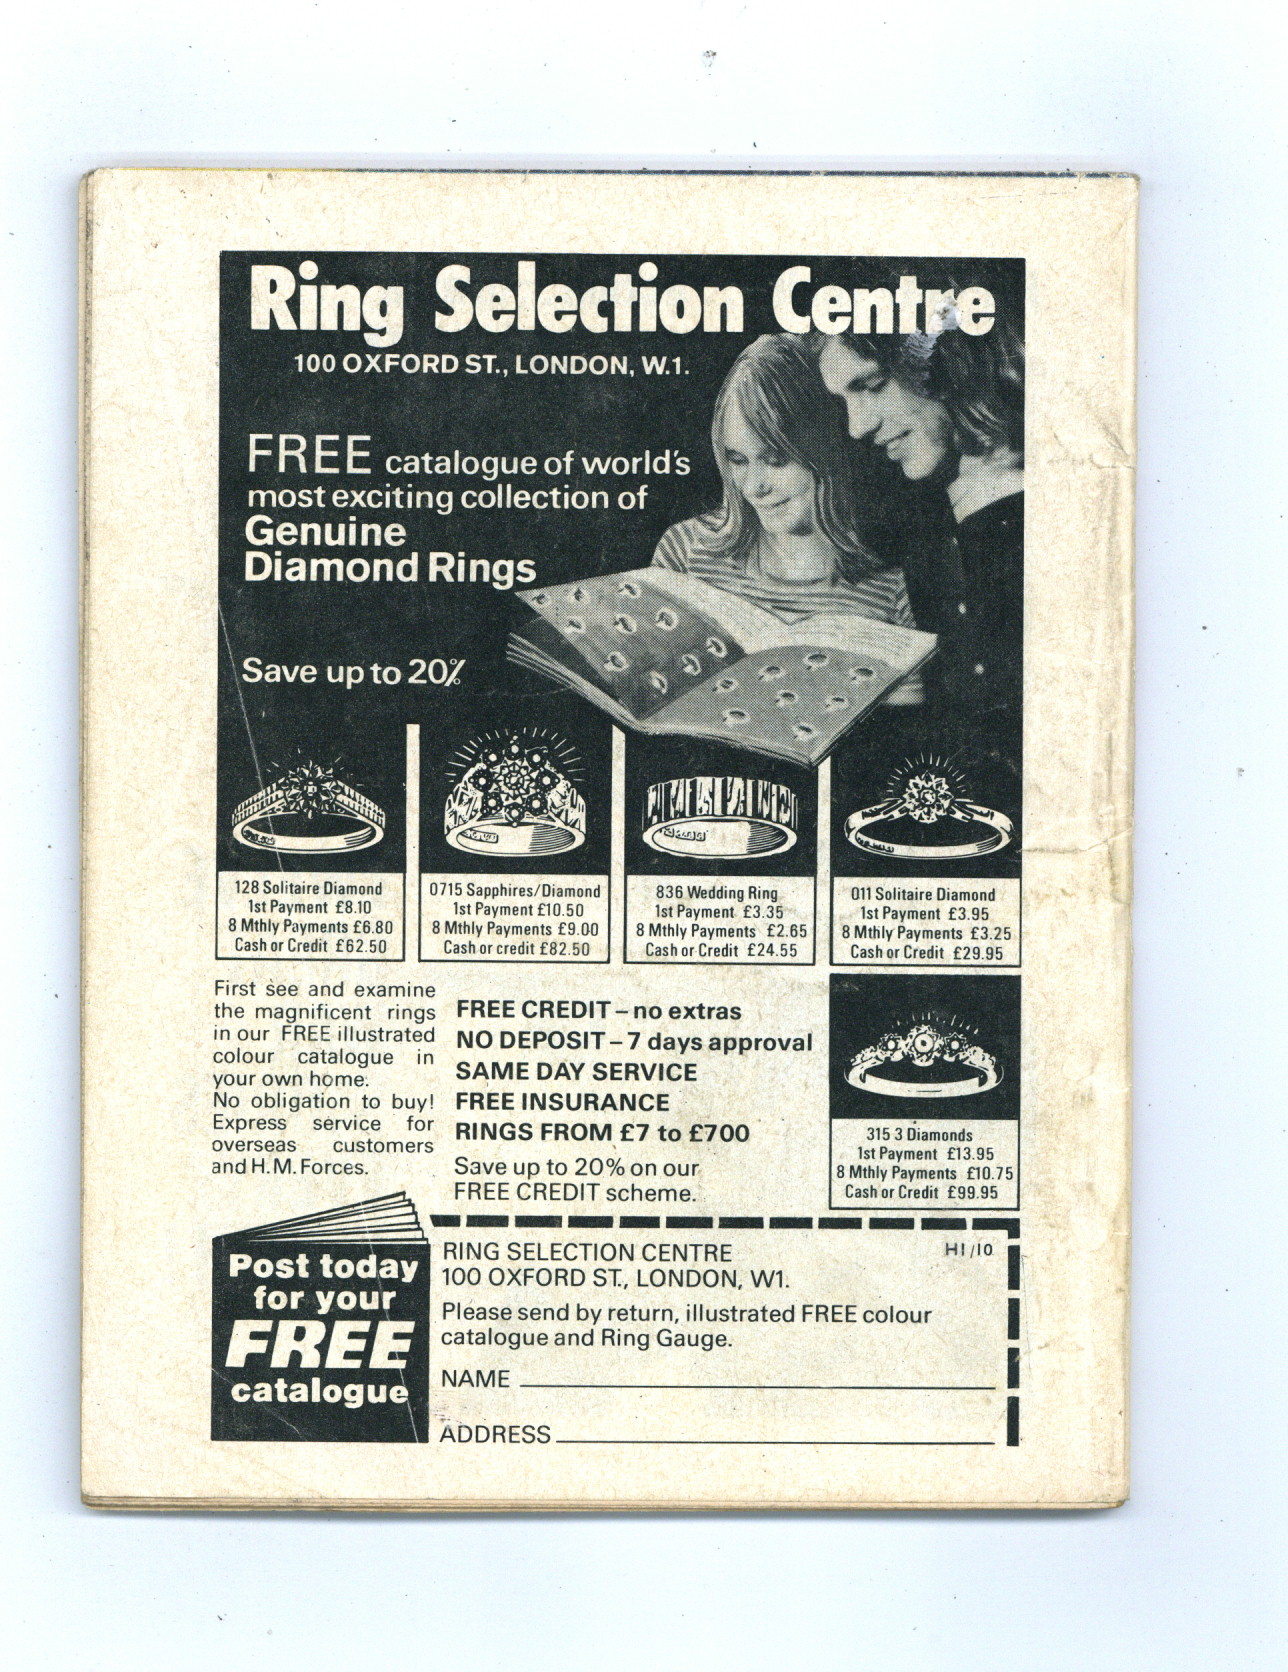 Ring Selection Centre
100 OXFORD ST., LONDON, W.1.
FREE catalogue of world's
most exciting collection of
Genuine
Diamond Rings
Save up to 20%
128 Solitaire Diamond
1st Payment £8.10
8 Mthly Payments £6.80
Cash or Credit £62.50
0715 Sapphires/Diamond
1st Payment £10.50
8 Mthly Payments £9.00
Cash or credit £82.50
836 Wedding Ring
1st Payment £3.35
8 Mthly Payments £2.65
Cash or Credit £24.55
011 Solitaire Diamond
1st Payment £3.95
8 Mthly Payments £3.25
Cash or Credit £29.95
First see and examine
the magnificent rings
in our FREE illustrated
colour catalogue in
your own home.
No obligation to buy!
Express service for
overseas customers
and H.M. Forces.
FREE CREDIT – no extras
NO DEPOSIT – 7 days approval
SAME DAY SERVICE
FREE INSURANCE
RINGS FROM £7 to £700
Save up to 20% on our
FREE CREDIT scheme.
315 3 Diamonds
1st Payment £13.95
8 Mthly Payments £10.75
Cash or Credit £99.95
Post today
for your
FREE
catalogue
RING SELECTION CENTRE
H1/10
100 OXFORD ST., LONDON, W1.
Please send by return, illustrated FREE colour
catalogue and Ring Gauge.
NAME
ADDRESS